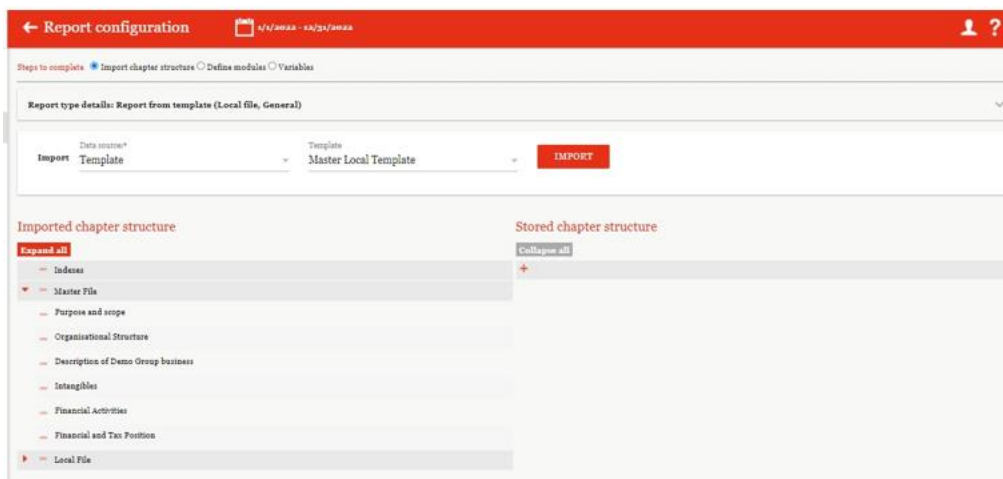 Report configuration
1/1/2022 - 12/31/2022
?
Steps to complete Import chapter structure Define modules Variables
Report type details: Report from template (Local file, General)
Data source* Template
Import Template Master Local Template IMPORT
Imported chapter structure
Expand all
Indexes
Master File
Purpose and scope
Organisational Structure
Description of Demo Group business
Intangibles
Financial Activities
Financial and Tax Position
Local File
Stored chapter structure
Collapse all
+